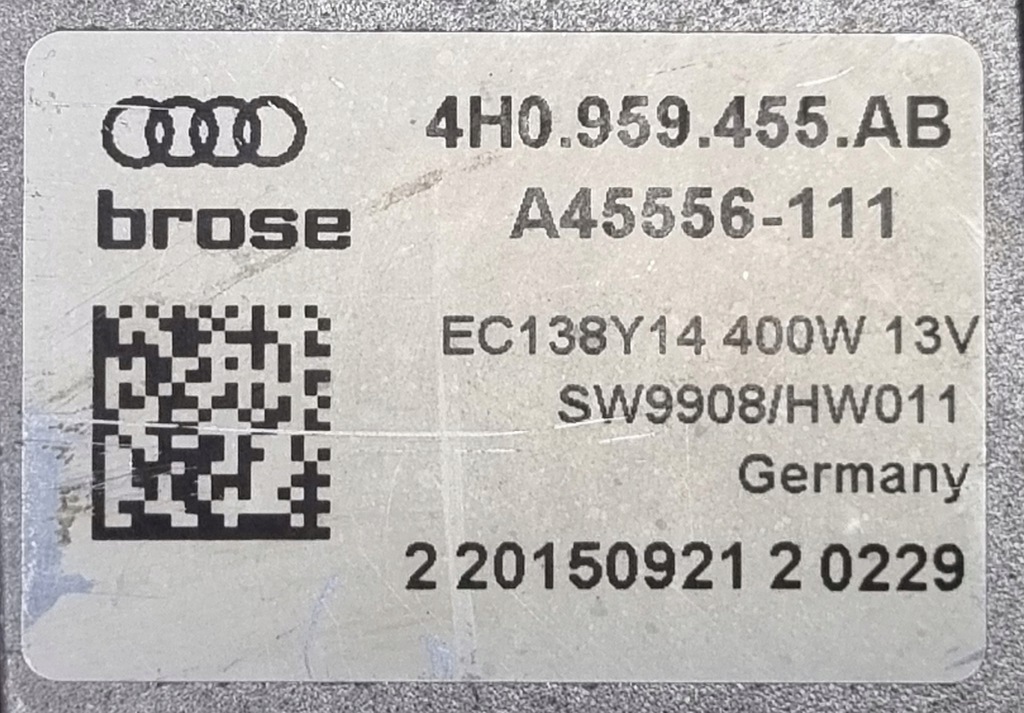 4H0.959.455.AB
brose
A45556-111
EC138Y14 400W 13V
SW9908/HW011
Germany
2 20150921 2 0229